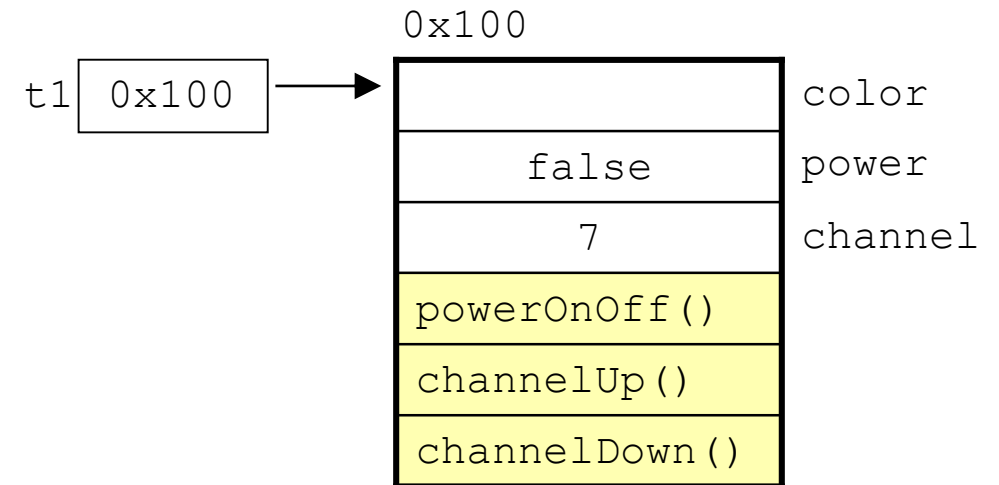 0x100
t1 0x100 color
false power
7 channel
powerOnOff()
channelUp()
channelDown()